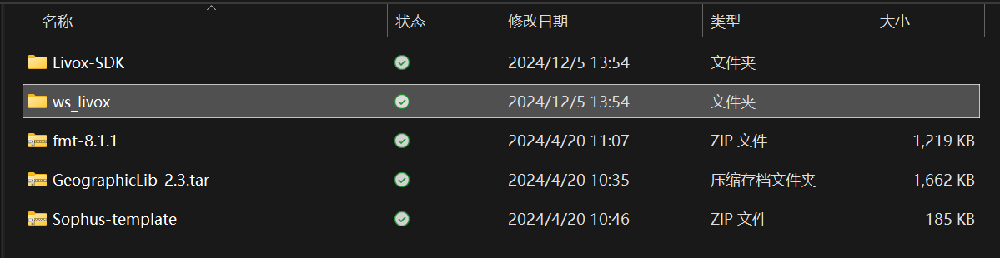 名称 状态 修改日期 类型 大小
Livox-SDK 2024/12/5 13:54 文件夹
ws_livox 2024/12/5 13:54 文件夹
fmt-8.1.1 2024/4/20 11:07 ZIP 文件 1,219 KB
GeographicLib-2.3.tar 2024/4/20 10:35 压缩存档文件夹 1,662 KB
Sophus-template 2024/4/20 10:46 ZIP 文件 185 KB